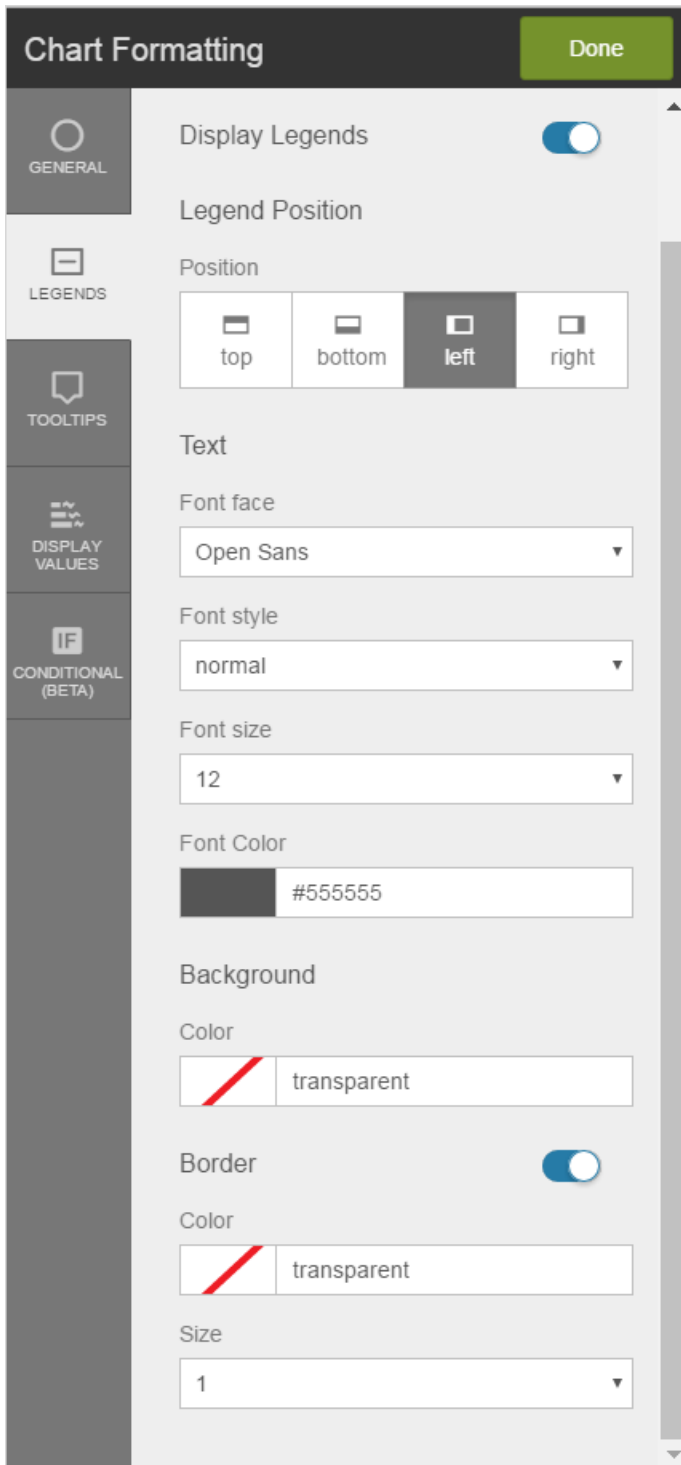 Chart Formatting
Done
GENERAL
LEGENDS
TOOLTIPS
DISPLAY
VALUES
IF
CONDITIONAL
(BETA)
Display Legends
Legend Position
Position
top
bottom
left
right
Text
Font face
Open Sans
Font style
normal
Font size
12
Font Color
#555555
Background
Color
transparent
Border
Color
transparent
Size
1